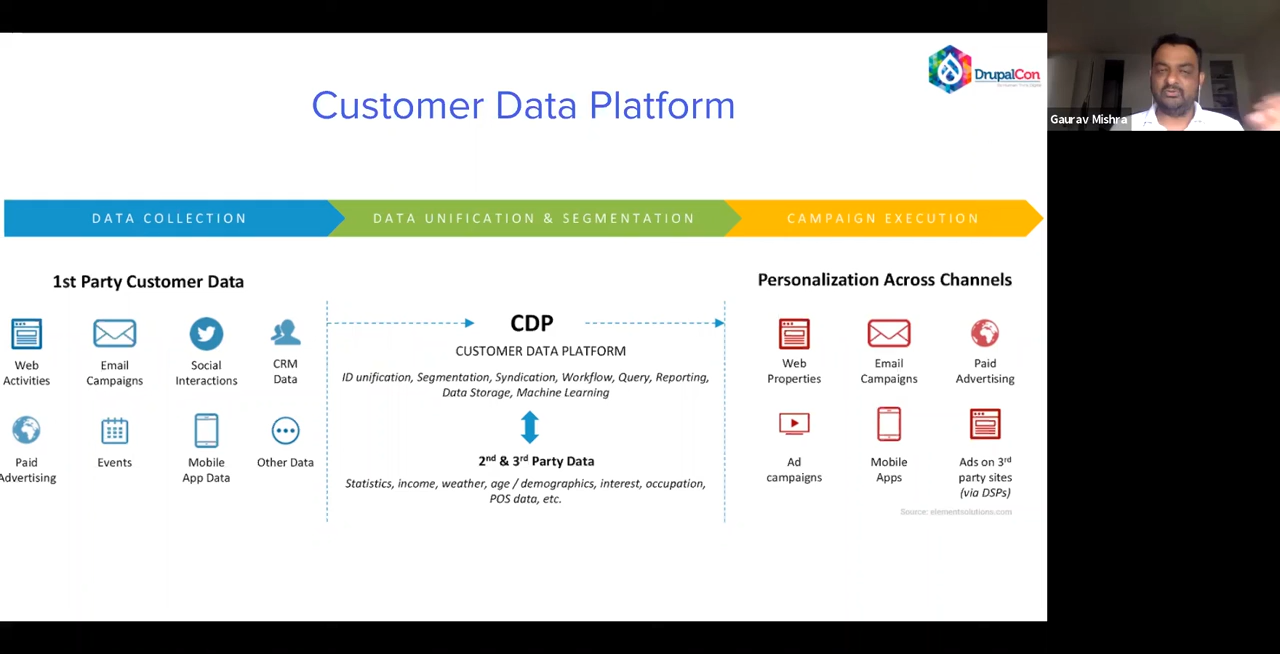 DrupalCon
Gaurav Mishra
Customer Data Platform
DATA COLLECTION
DATA UNIFICATION & SEGMENTATION
CAMPAIGN EXECUTION
1st Party Customer Data
Web
Activities
Email
Campaigns
Social
Interactions
CRM
Data
Paid
Advertising
Events
Mobile
App Data
Other Data
CDP
CUSTOMER DATA PLATFORM
ID unification, Segmentation, Syndication, Workflow, Query, Reporting,
Data Storage, Machine Learning
2nd & 3rd Party Data
Statistics, income, weather, age / demographics, interest, occupation,
POS data, etc.
Personalization Across Channels
Web
Properties
Email
Campaigns
Paid
Advertising
Ad
campaigns
Mobile
Apps
Ads on 3rd
party sites
(via DSPs)
Source: elementsolutions.com